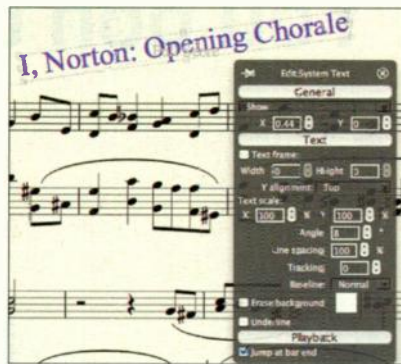 I, Norton: Opening Chorale
Edit System Text
General
Show
X 0.44 Y 0
Text
Text frame:
Width 0 Height 5
Y alignment: Top
Text scale:
X: 100 % Y: 100 %
Angle 8 °
Line spacing: 100 %
Tracking: 0
Baseline: Normal
Erase background
Underline
Playback
Jump at bar end